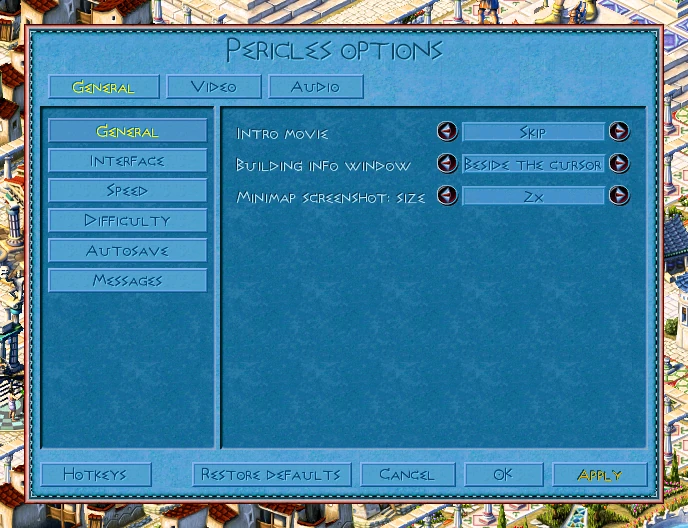 Pericles options
General Video Audio
General
Interface
Speed
Difficulty
Autosave
Messages
Intro movie Skip
Building info window Beside the cursor
Minimap screenshot: size 2x
Hotkeys Restore defaults Cancel OK Apply